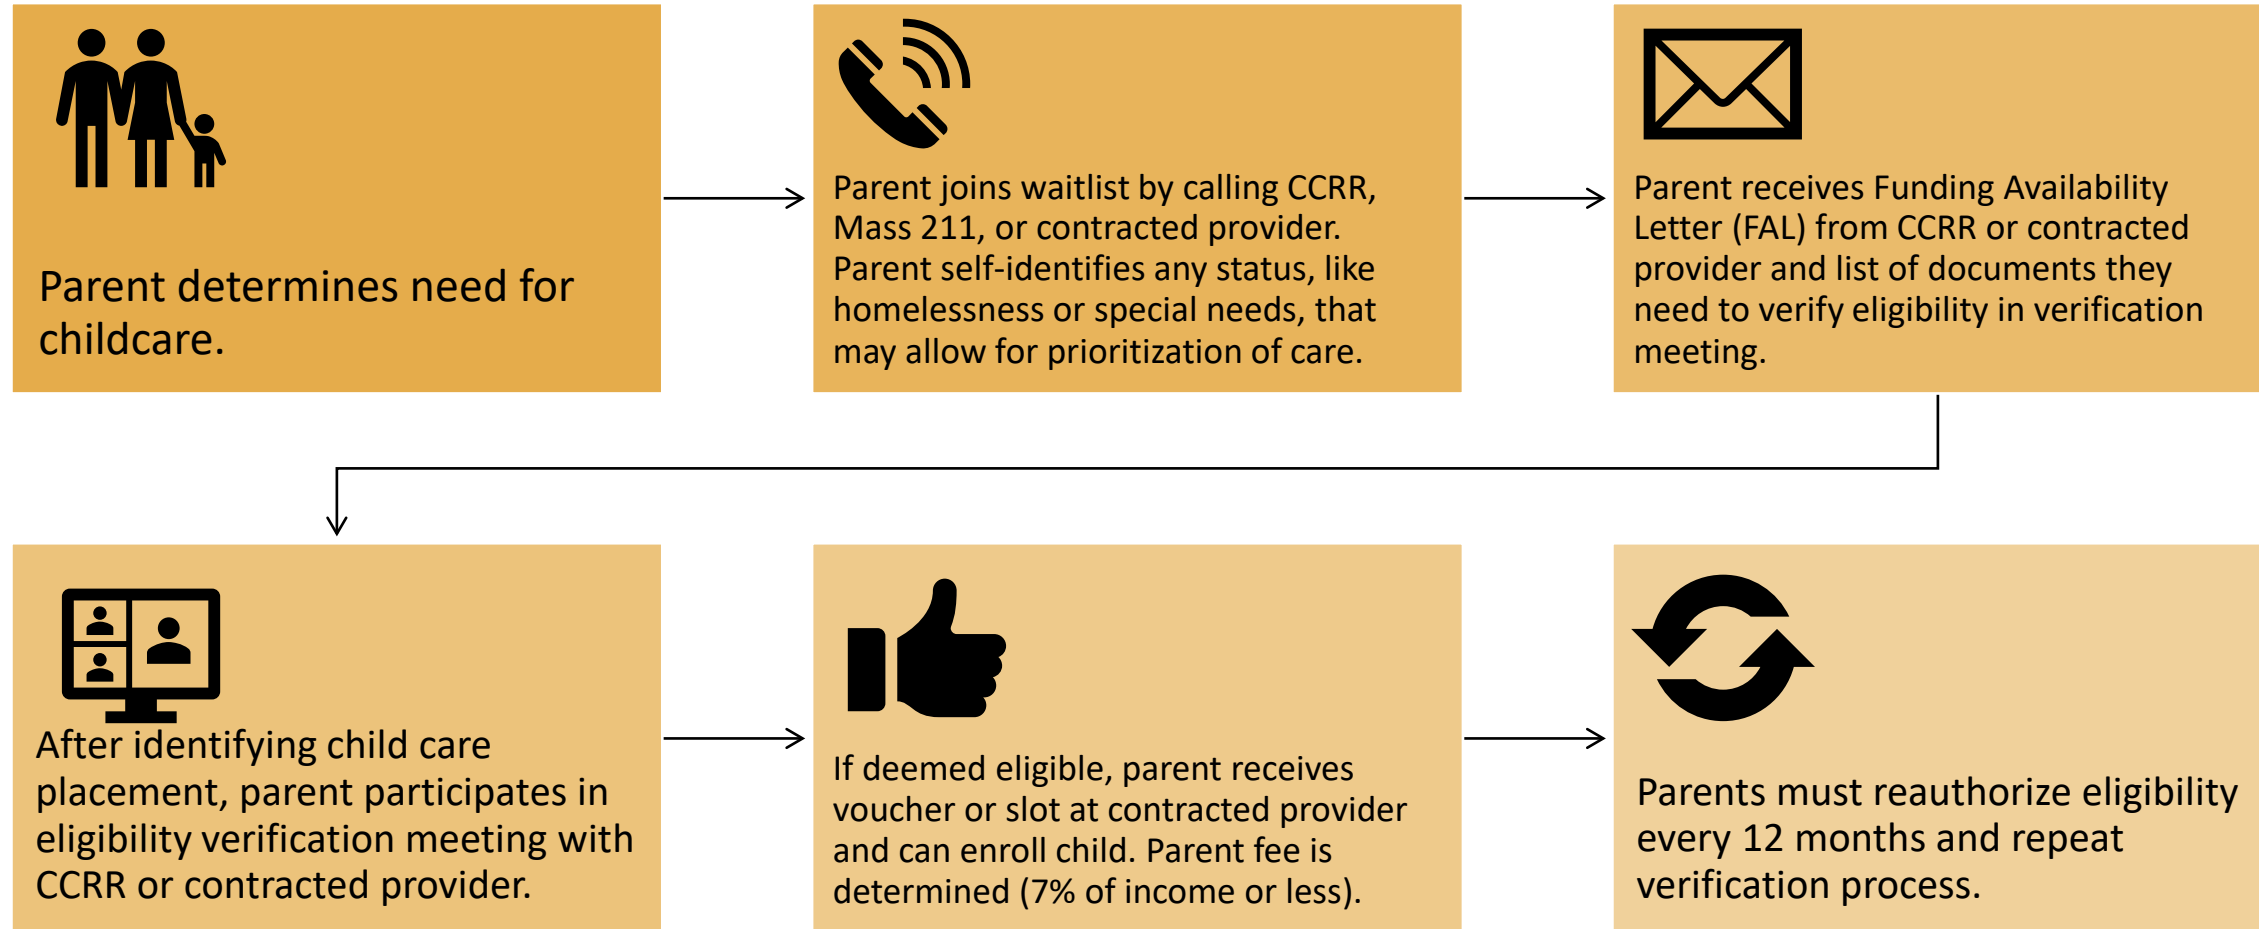 Parent determines need for
childcare.
Parent joins waitlist by calling CCRR,
Mass 211, or contracted provider.
Parent self-identifies any status, like
homelessness or special needs, that
may allow for prioritization of care.
Parent receives Funding Availability
Letter (FAL) from CCRR or contracted
provider and list of documents they
need to verify eligibility in verification
meeting.
After identifying child care
placement, parent participates in
eligibility verification meeting with
CCRR or contracted provider.
If deemed eligible, parent receives
voucher or slot at contracted provider
and can enroll child. Parent fee is
determined (7% of income or less).
Parents must reauthorize eligibility
every 12 months and repeat
verification process.